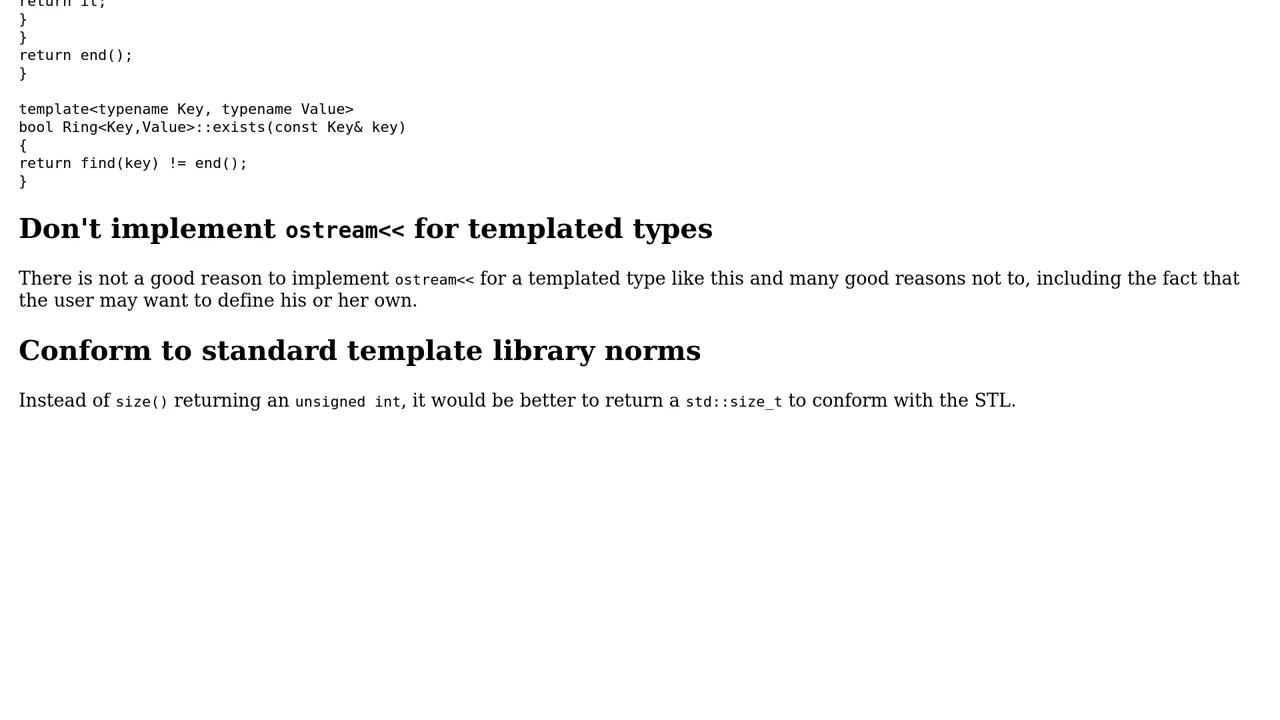 return it;
}
}
return end();
}

template<typename Key, typename Value>
bool Ring<Key,Value>::exists(const Key& key)
{
return find(key) != end();
}
Don't implement ostream<< for templated types
There is not a good reason to implement ostream<< for a templated type like this and many good reasons not to, including the fact that
the user may want to define his or her own.
Conform to standard template library norms
Instead of size() returning an unsigned int, it would be better to return a std::size_t to conform with the STL.